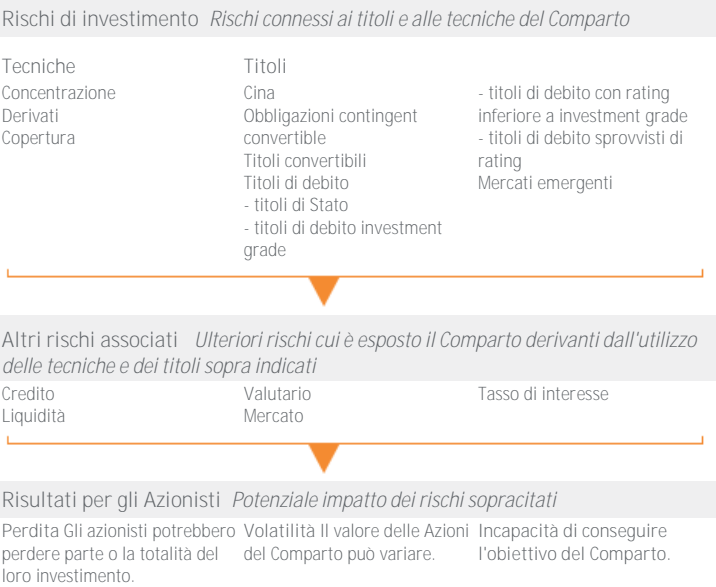 Rischi di investimento Rischi connessi ai titoli e alle tecniche del Comparto
Tecniche
Concentrazione
Derivati
Copertura
Titoli
Cina
Obbligazioni contingent
convertible
Titoli convertibili
Titoli di debito
- titoli di Stato
- titoli di debito investment
grade
- titoli di debito con rating
inferiore a investment grade
- titoli di debito sprovvisti di
rating
Mercati emergenti
Altri rischi associati Ulteriori rischi cui è esposto il Comparto derivanti dall'utilizzo
delle tecniche e dei titoli sopra indicati
Credito
Liquidità
Valutario
Mercato
Tasso di interesse
Risultati per gli Azionisti Potenziale impatto dei rischi sopracitati
Perdita Gli azionisti potrebbero
perdere parte o la totalità del
loro investimento.
Volatilità Il valore delle Azioni
del Comparto può variare.
Incapacità di conseguire
l'obiettivo del Comparto.